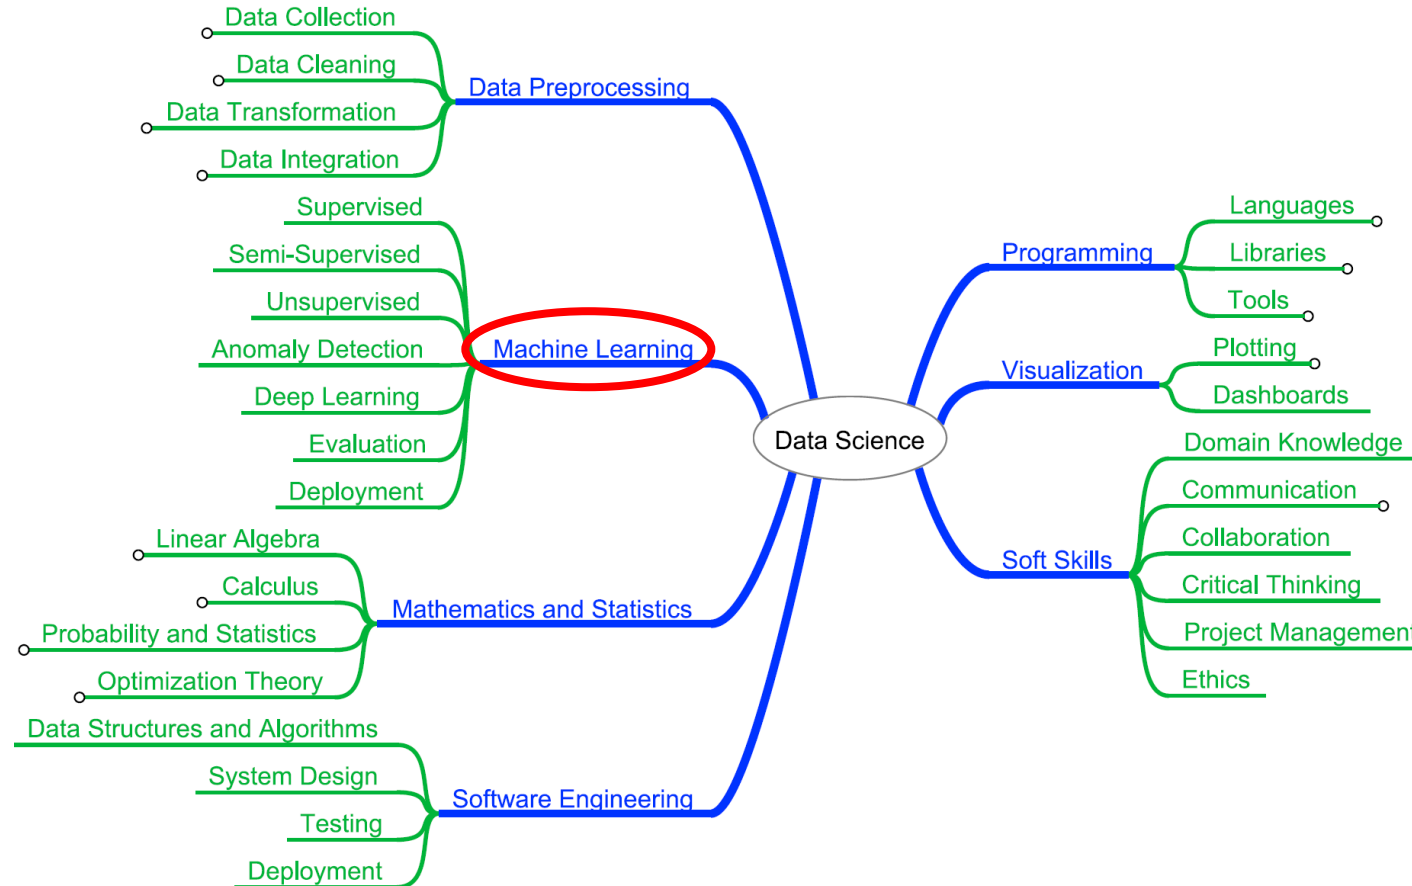 Data Collection
Data Cleaning
Data Transformation
Data Integration
Data Preprocessing
Supervised
Semi-Supervised
Unsupervised
Anomaly Detection
Deep Learning
Evaluation
Deployment
Machine Learning
Linear Algebra
Calculus
Probability and Statistics
Optimization Theory
Mathematics and Statistics
Data Structures and Algorithms
System Design
Testing
Deployment
Software Engineering
Data Science
Programming
Languages
Libraries
Tools
Visualization
Plotting
Dashboards
Soft Skills
Domain Knowledge
Communication
Collaboration
Critical Thinking
Project Management
Ethics